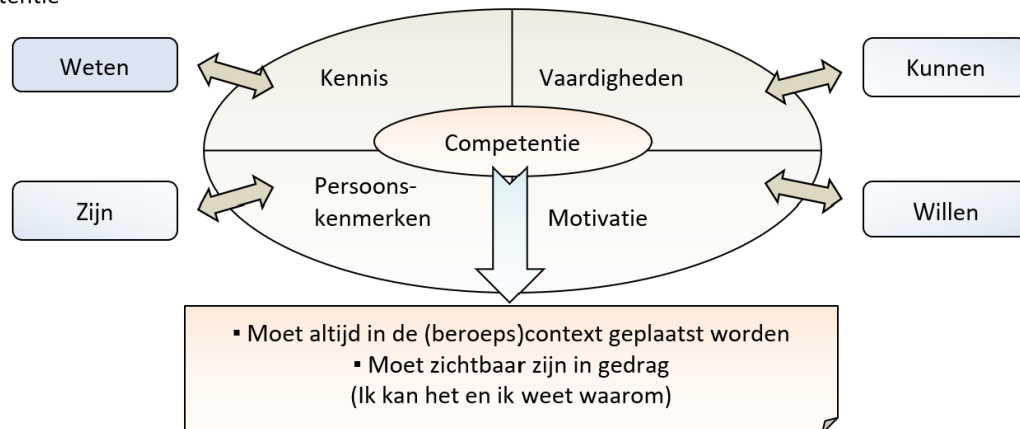 Weten
Kennis
Vaardigheden
Kunnen
Competentie
Zijn
Persoons-
kenmerken
Motivatie
Willen
▪ Moet altijd in de (beroeps)context geplaatst worden
▪ Moet zichtbaar zijn in gedrag
(Ik kan het en ik weet waarom)